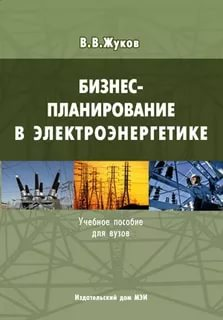 В.В.Жуков
БИЗНЕС-
ПЛАНИРОВАНИЕ
В ЭЛЕКТРОЭНЕРГЕТИКЕ
Учебное пособие
для вузов
Издательский дом МЭИ